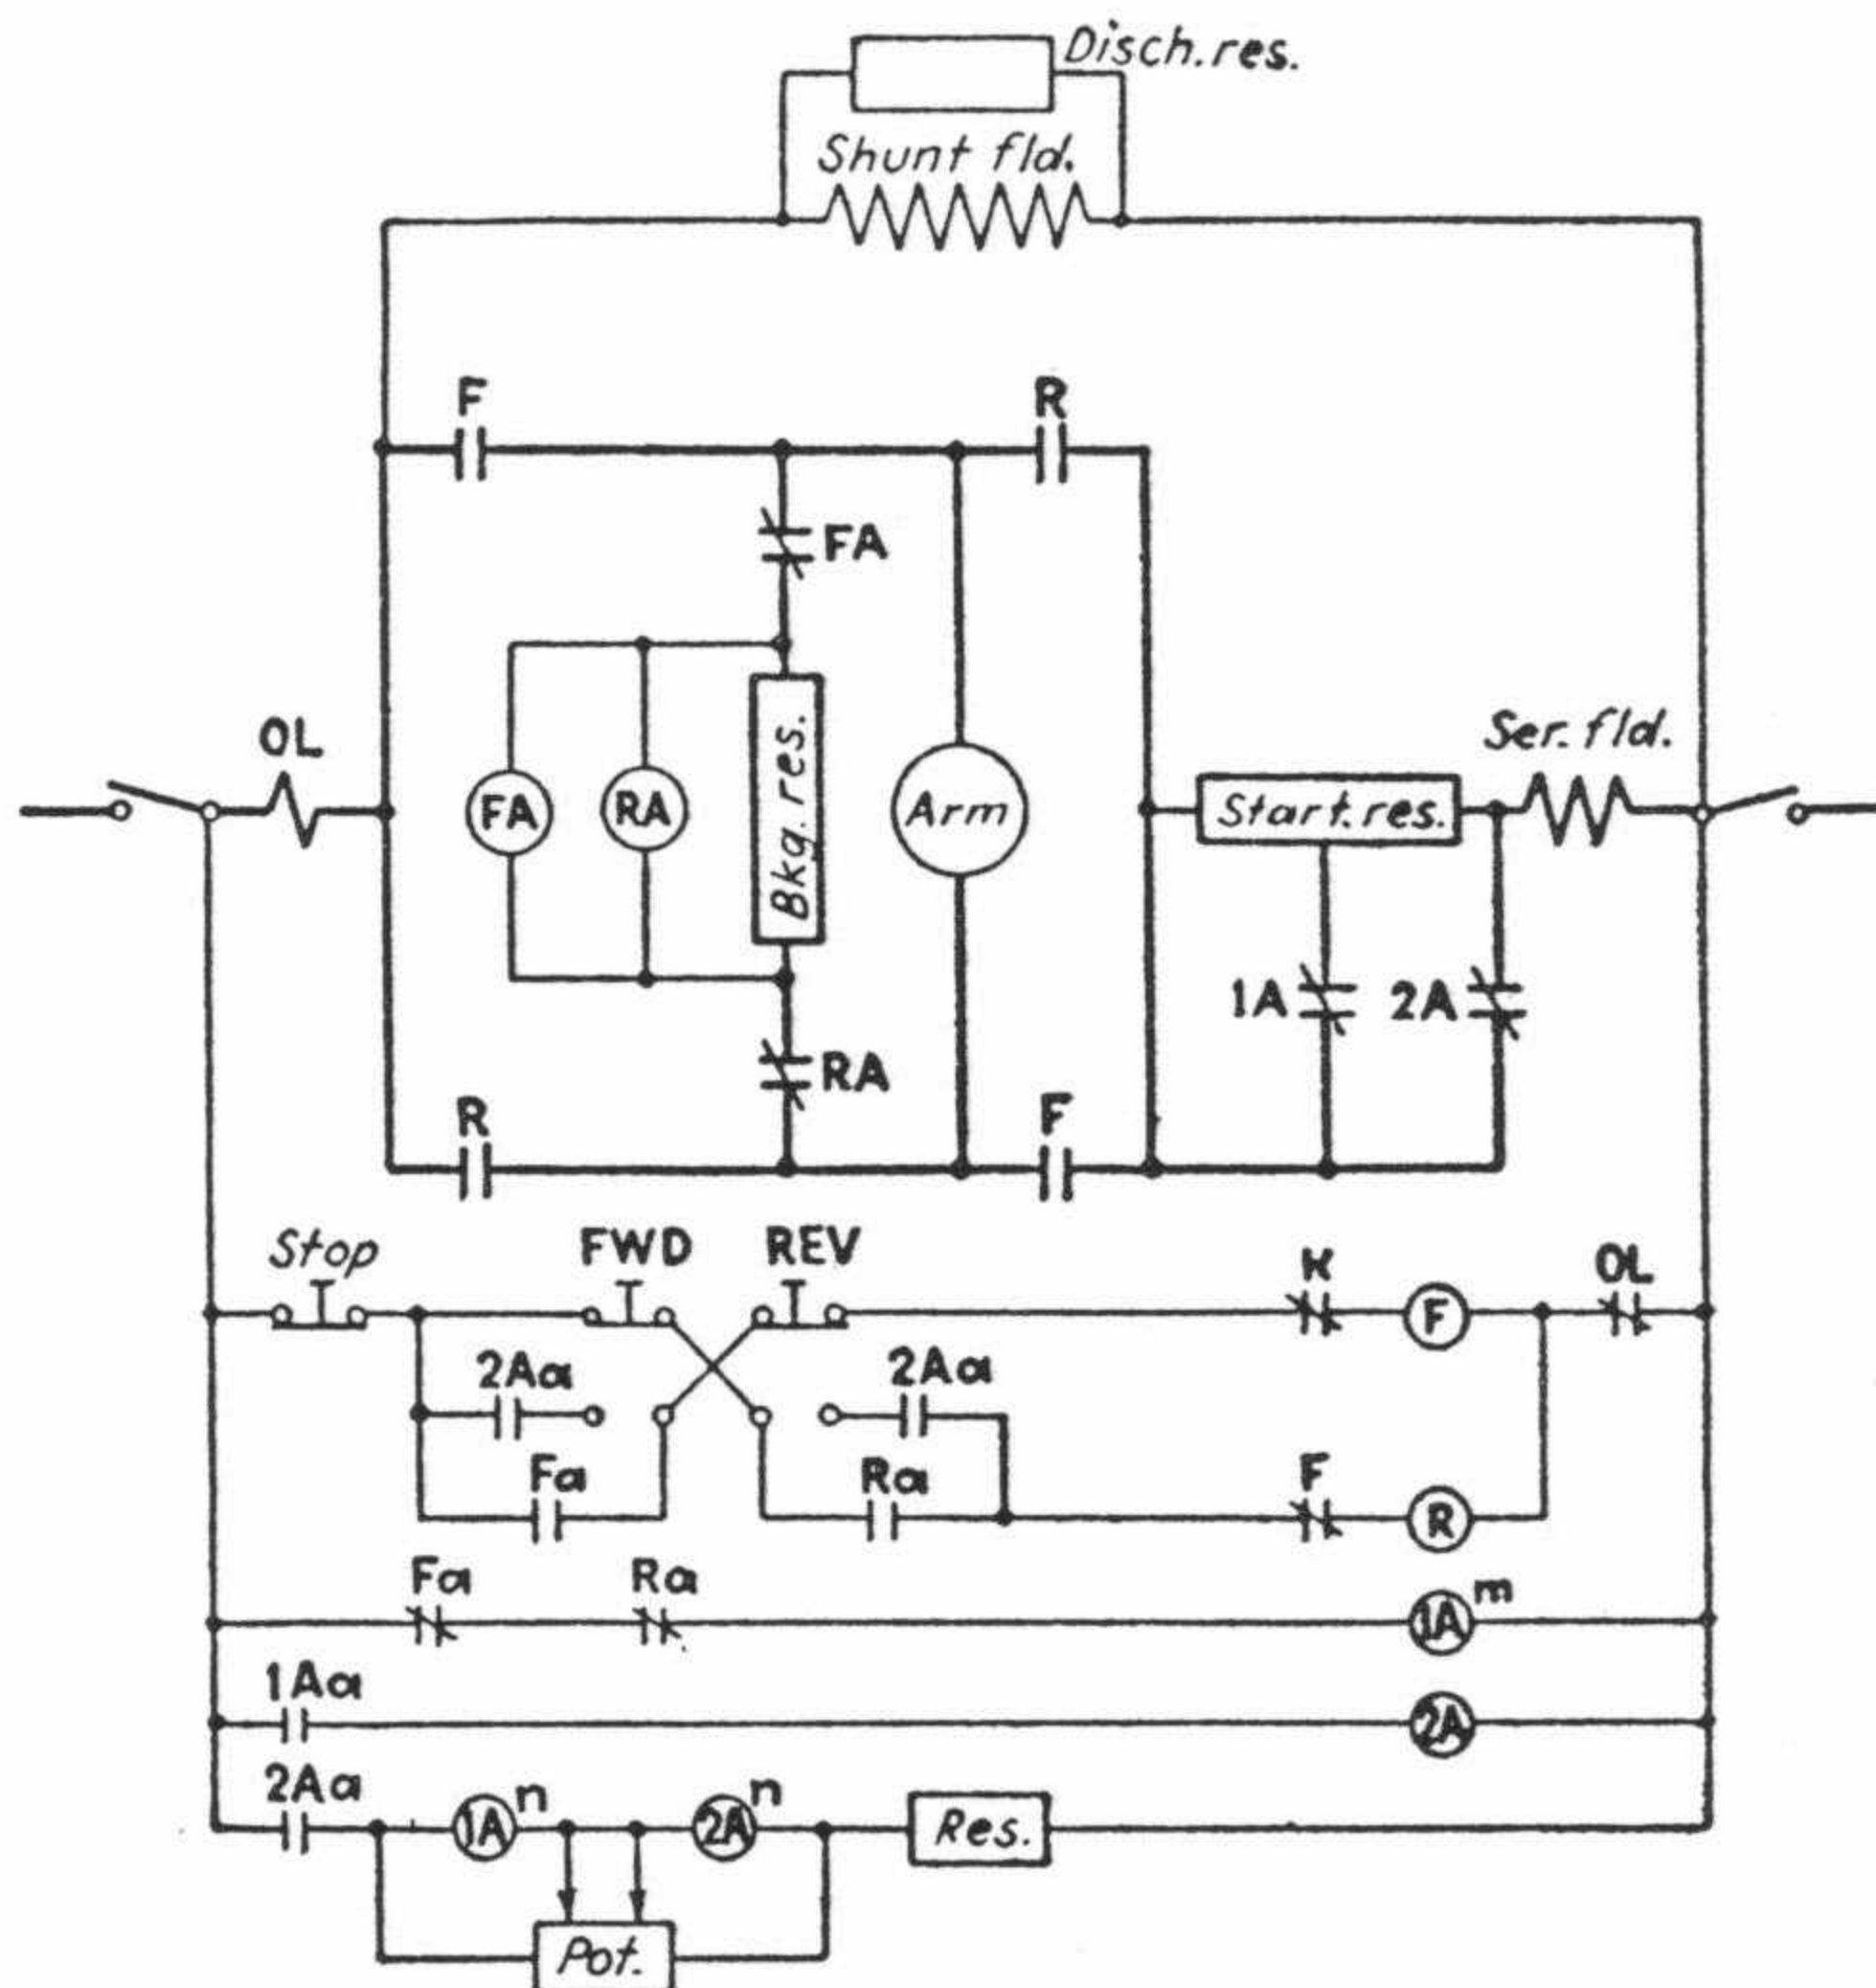 Disch. res.
Shunt fld.
F
R
FA
OL
FA
RA
Bkg. res.
Arm
Start. res.
Ser. fld.
1A
2A
RA
R
F
Stop
FWD
REV
R
OL
F
2Aa
2Aa
Fa
Ra
F
R
Fa
Ra
1A m
1Aa
2A
2Aa
1A n
2A n
Res.
Pot.